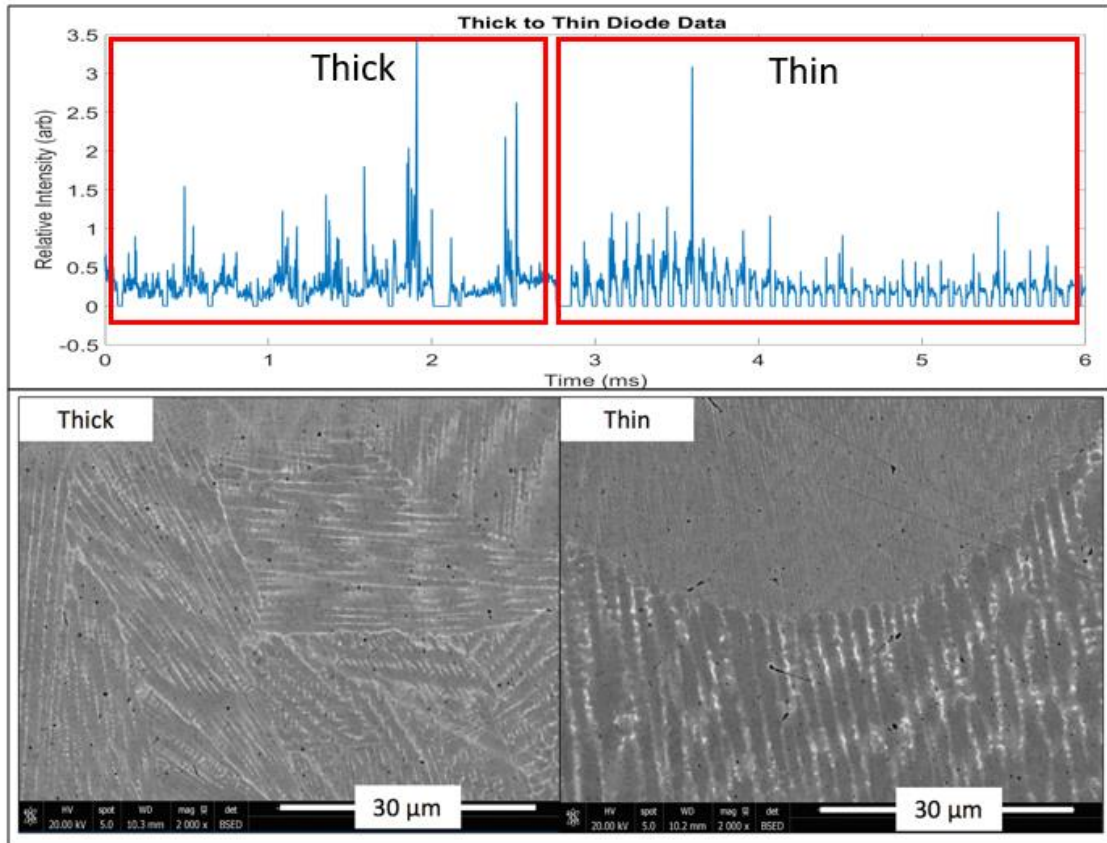 Thick to Thin Diode Data
Relative Intensity (arb)
3.5
3
2.5
2
1.5
1
0.5
0
-0.5
Thick
Thin
0
1
2
3
4
5
6
Time (ms)
Thick
Thin
HV
spot
WD
mag
det
20.00 kV
5.0
10.3 mm
2 000 x
BSED
30 µm
HV
spot
WD
mag
det
20.00 kV
5.0
10.2 mm
2 000 x
BSED
30 µm